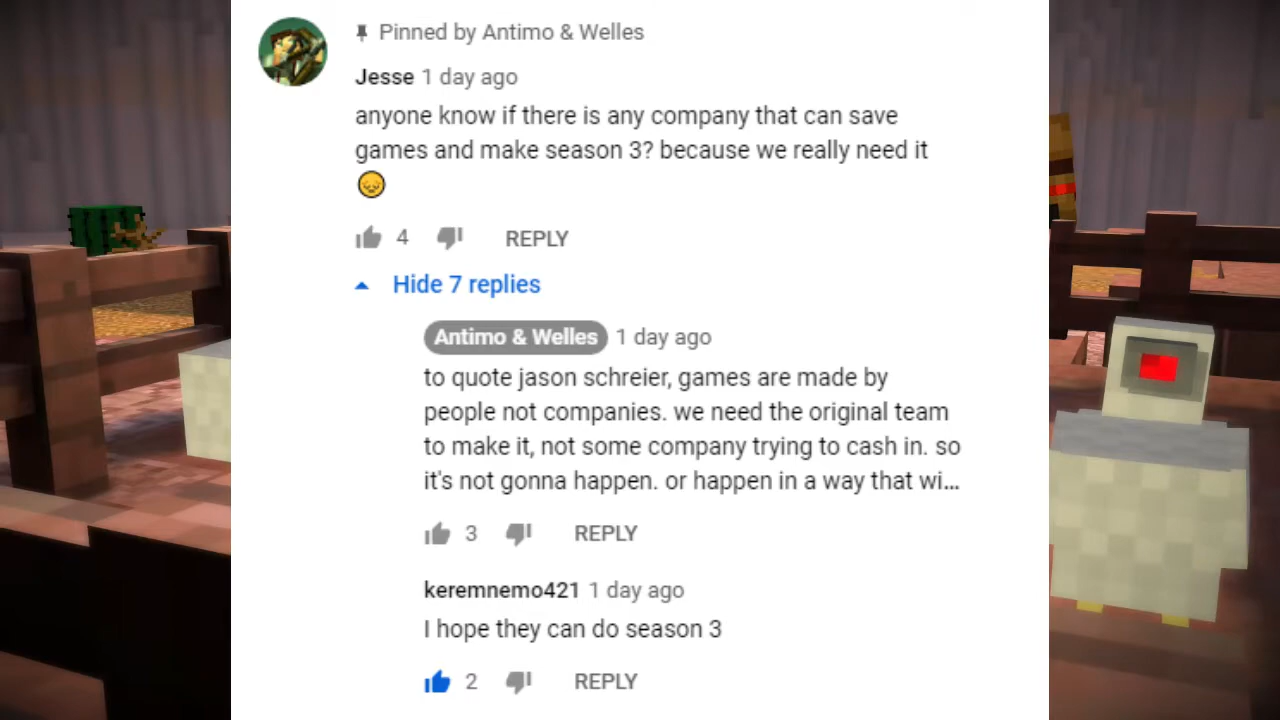 Pinned by Antimo & Welles
Jesse 1 day ago
anyone know if there is any company that can save
games and make season 3? because we really need it
😔
4 REPLY
Hide 7 replies
Antimo & Welles 1 day ago
to quote jason schreier, games are made by
people not companies. we need the original team
to make it, not some company trying to cash in. so
it's not gonna happen. or happen in a way that wi...
3 REPLY
keremnemo421 1 day ago
I hope they can do season 3
2 REPLY